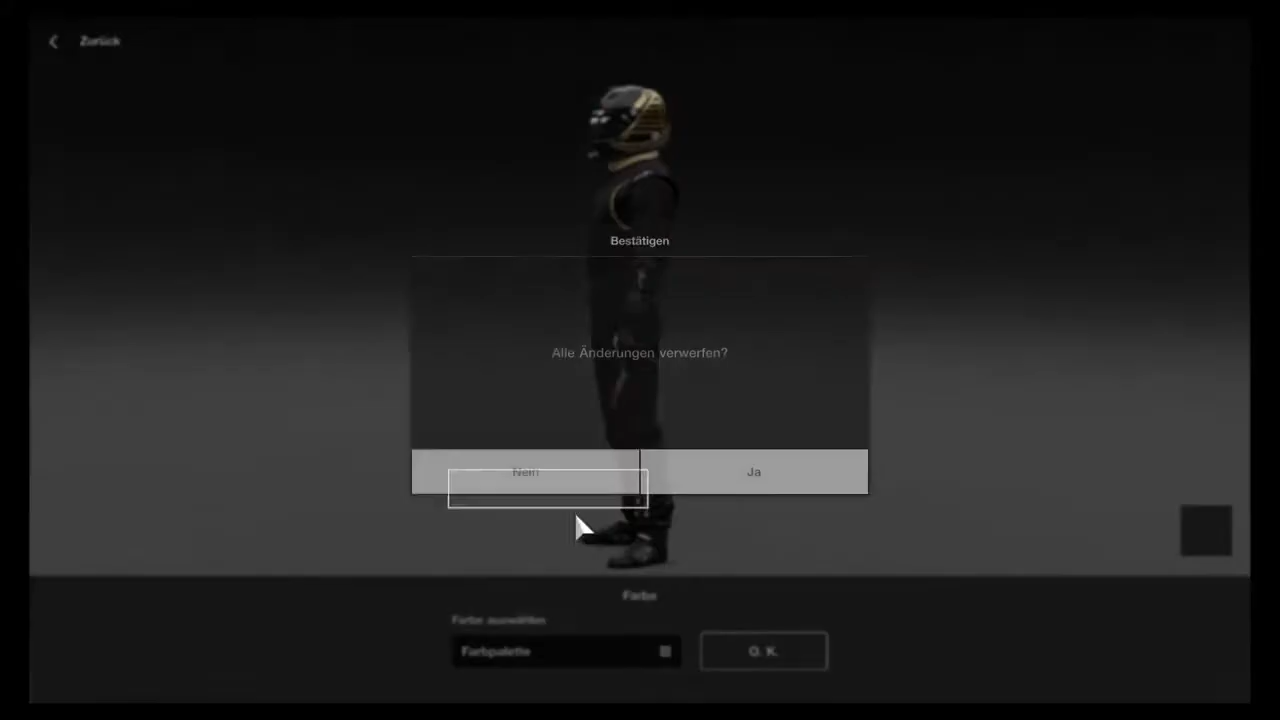 Zurück
Bestätigen
Alle Änderungen verwerfen?
Nein
Ja
Farbe
Farbe auswählen
Farbpalette
O. K.